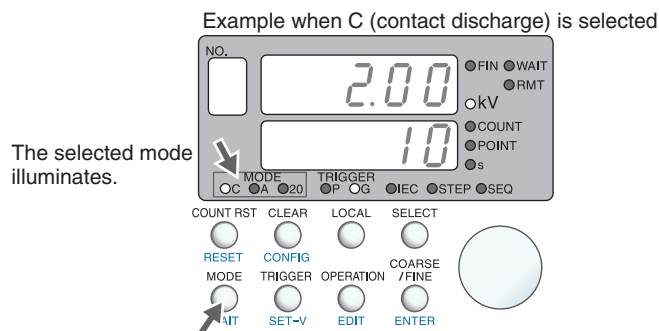 Example when C (contact discharge) is selected
NO.
2.00
FIN WAIT
RMT
kV
10
COUNT
POINT
s
The selected mode
illuminates.
MODE TRIGGER
C A 20 P G IEC STEP SEQ
COUNT RST CLEAR LOCAL SELECT
RESET CONFIG
MODE TRIGGER OPERATION COARSE
/FINE
SET-V EDIT ENTER